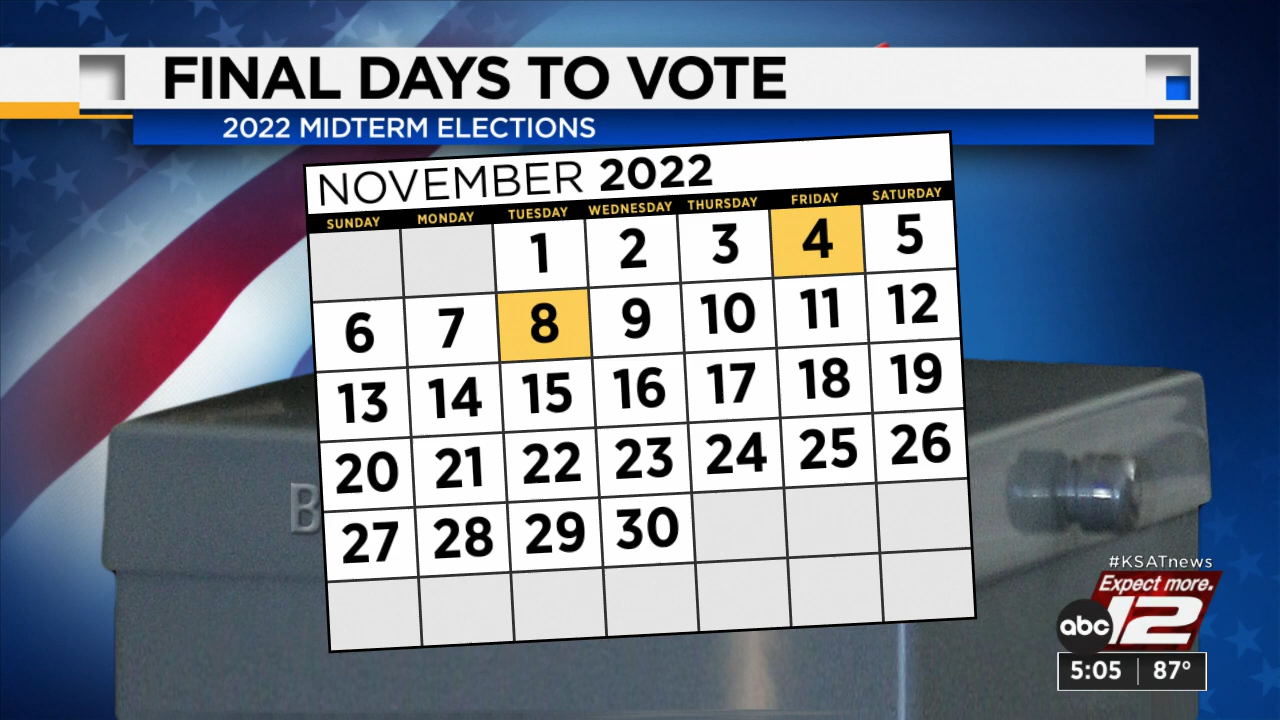 FINAL DAYS TO VOTE
2022 MIDTERM ELECTIONS
NOVEMBER 2022
SUNDAY MONDAY TUESDAY WEDNESDAY THURSDAY FRIDAY SATURDAY
1 2 3 4 5
6 7 8 9 10 11 12
13 14 15 16 17 18 19
20 21 22 23 24 25 26
27 28 29 30
B
#KSATnews
Expect more.
abc 12
5:05 87°